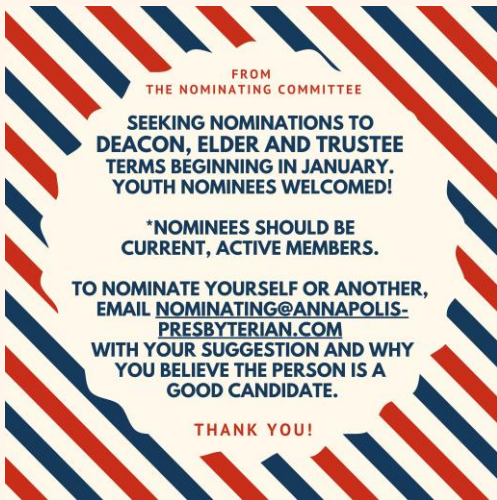 FROM
THE NOMINATING COMMITTEE
SEEKING NOMINATIONS TO
DEACON, ELDER AND TRUSTEE
TERMS BEGINNING IN JANUARY.
YOUTH NOMINEES WELCOMED!
*NOMINEES SHOULD BE
CURRENT, ACTIVE MEMBERS.
TO NOMINATE YOURSELF OR ANOTHER,
EMAIL NOMINATING@ANNAPOLIS-
PRESBYTERIAN.COM
WITH YOUR SUGGESTION AND WHY
YOU BELIEVE THE PERSON IS A
GOOD CANDIDATE.
THANK YOU!